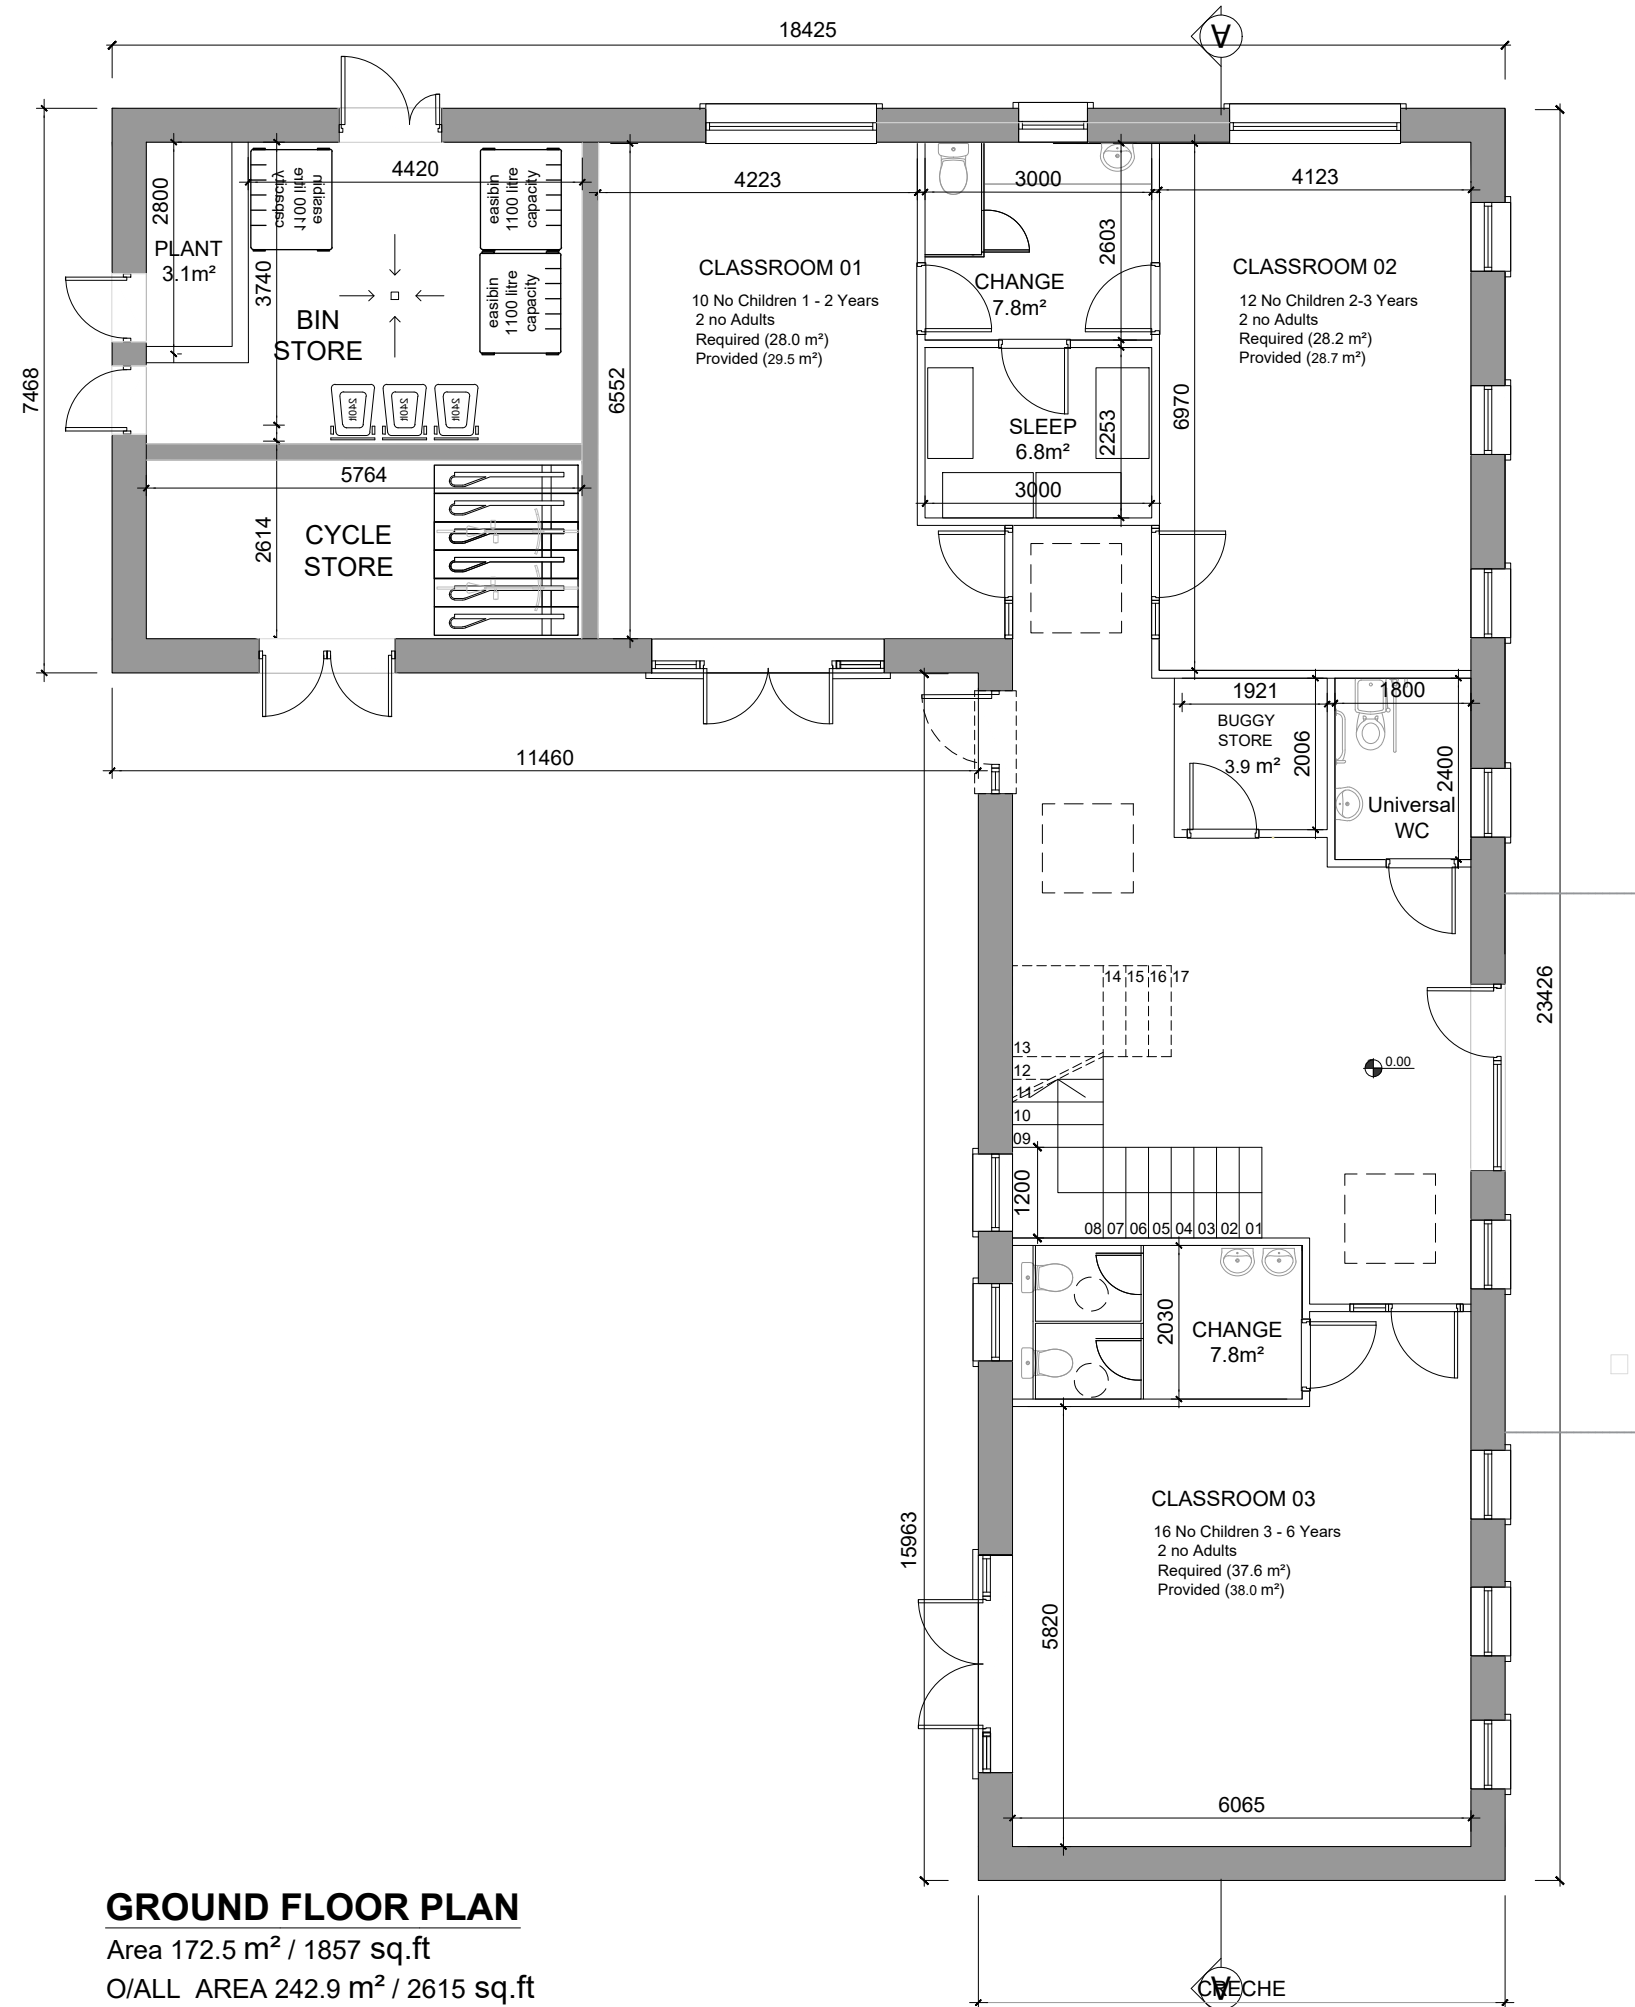 18425
A
7468
2800
PLANT
3.1m²
3740
4420
easibin
1100 litre
capacity
easibin
1100 litre
capacity
easibin
1100 litre
capacity
BIN
STORE
240lt
240lt
240lt
5764
2614
CYCLE
STORE
4223
6552
CLASSROOM 01
10 No Children 1 - 2 Years
2 no Adults
Required (28.0 m²)
Provided (29.5 m²)
3000
2603
CHANGE
7.8m²
SLEEP
6.8m²
2253
3000
4123
6970
CLASSROOM 02
12 No Children 2-3 Years
2 no Adults
Required (28.2 m²)
Provided (28.7 m²)
11460
1921
BUGGY
STORE
3.9 m²
2006
1800
2400
Universal
WC
23426
14 15 16 17
13
12
11
10
09
0.00
1200
08 07 06 05 04 03 02 01
2030
CHANGE
7.8m²
15963
CLASSROOM 03
16 No Children 3 - 6 Years
2 no Adults
Required (37.6 m²)
Provided (38.0 m²)
5820
6065
GROUND FLOOR PLAN
Area 172.5 m² / 1857 sq.ft
O/ALL AREA 242.9 m² / 2615 sq.ft
A
CRECHE